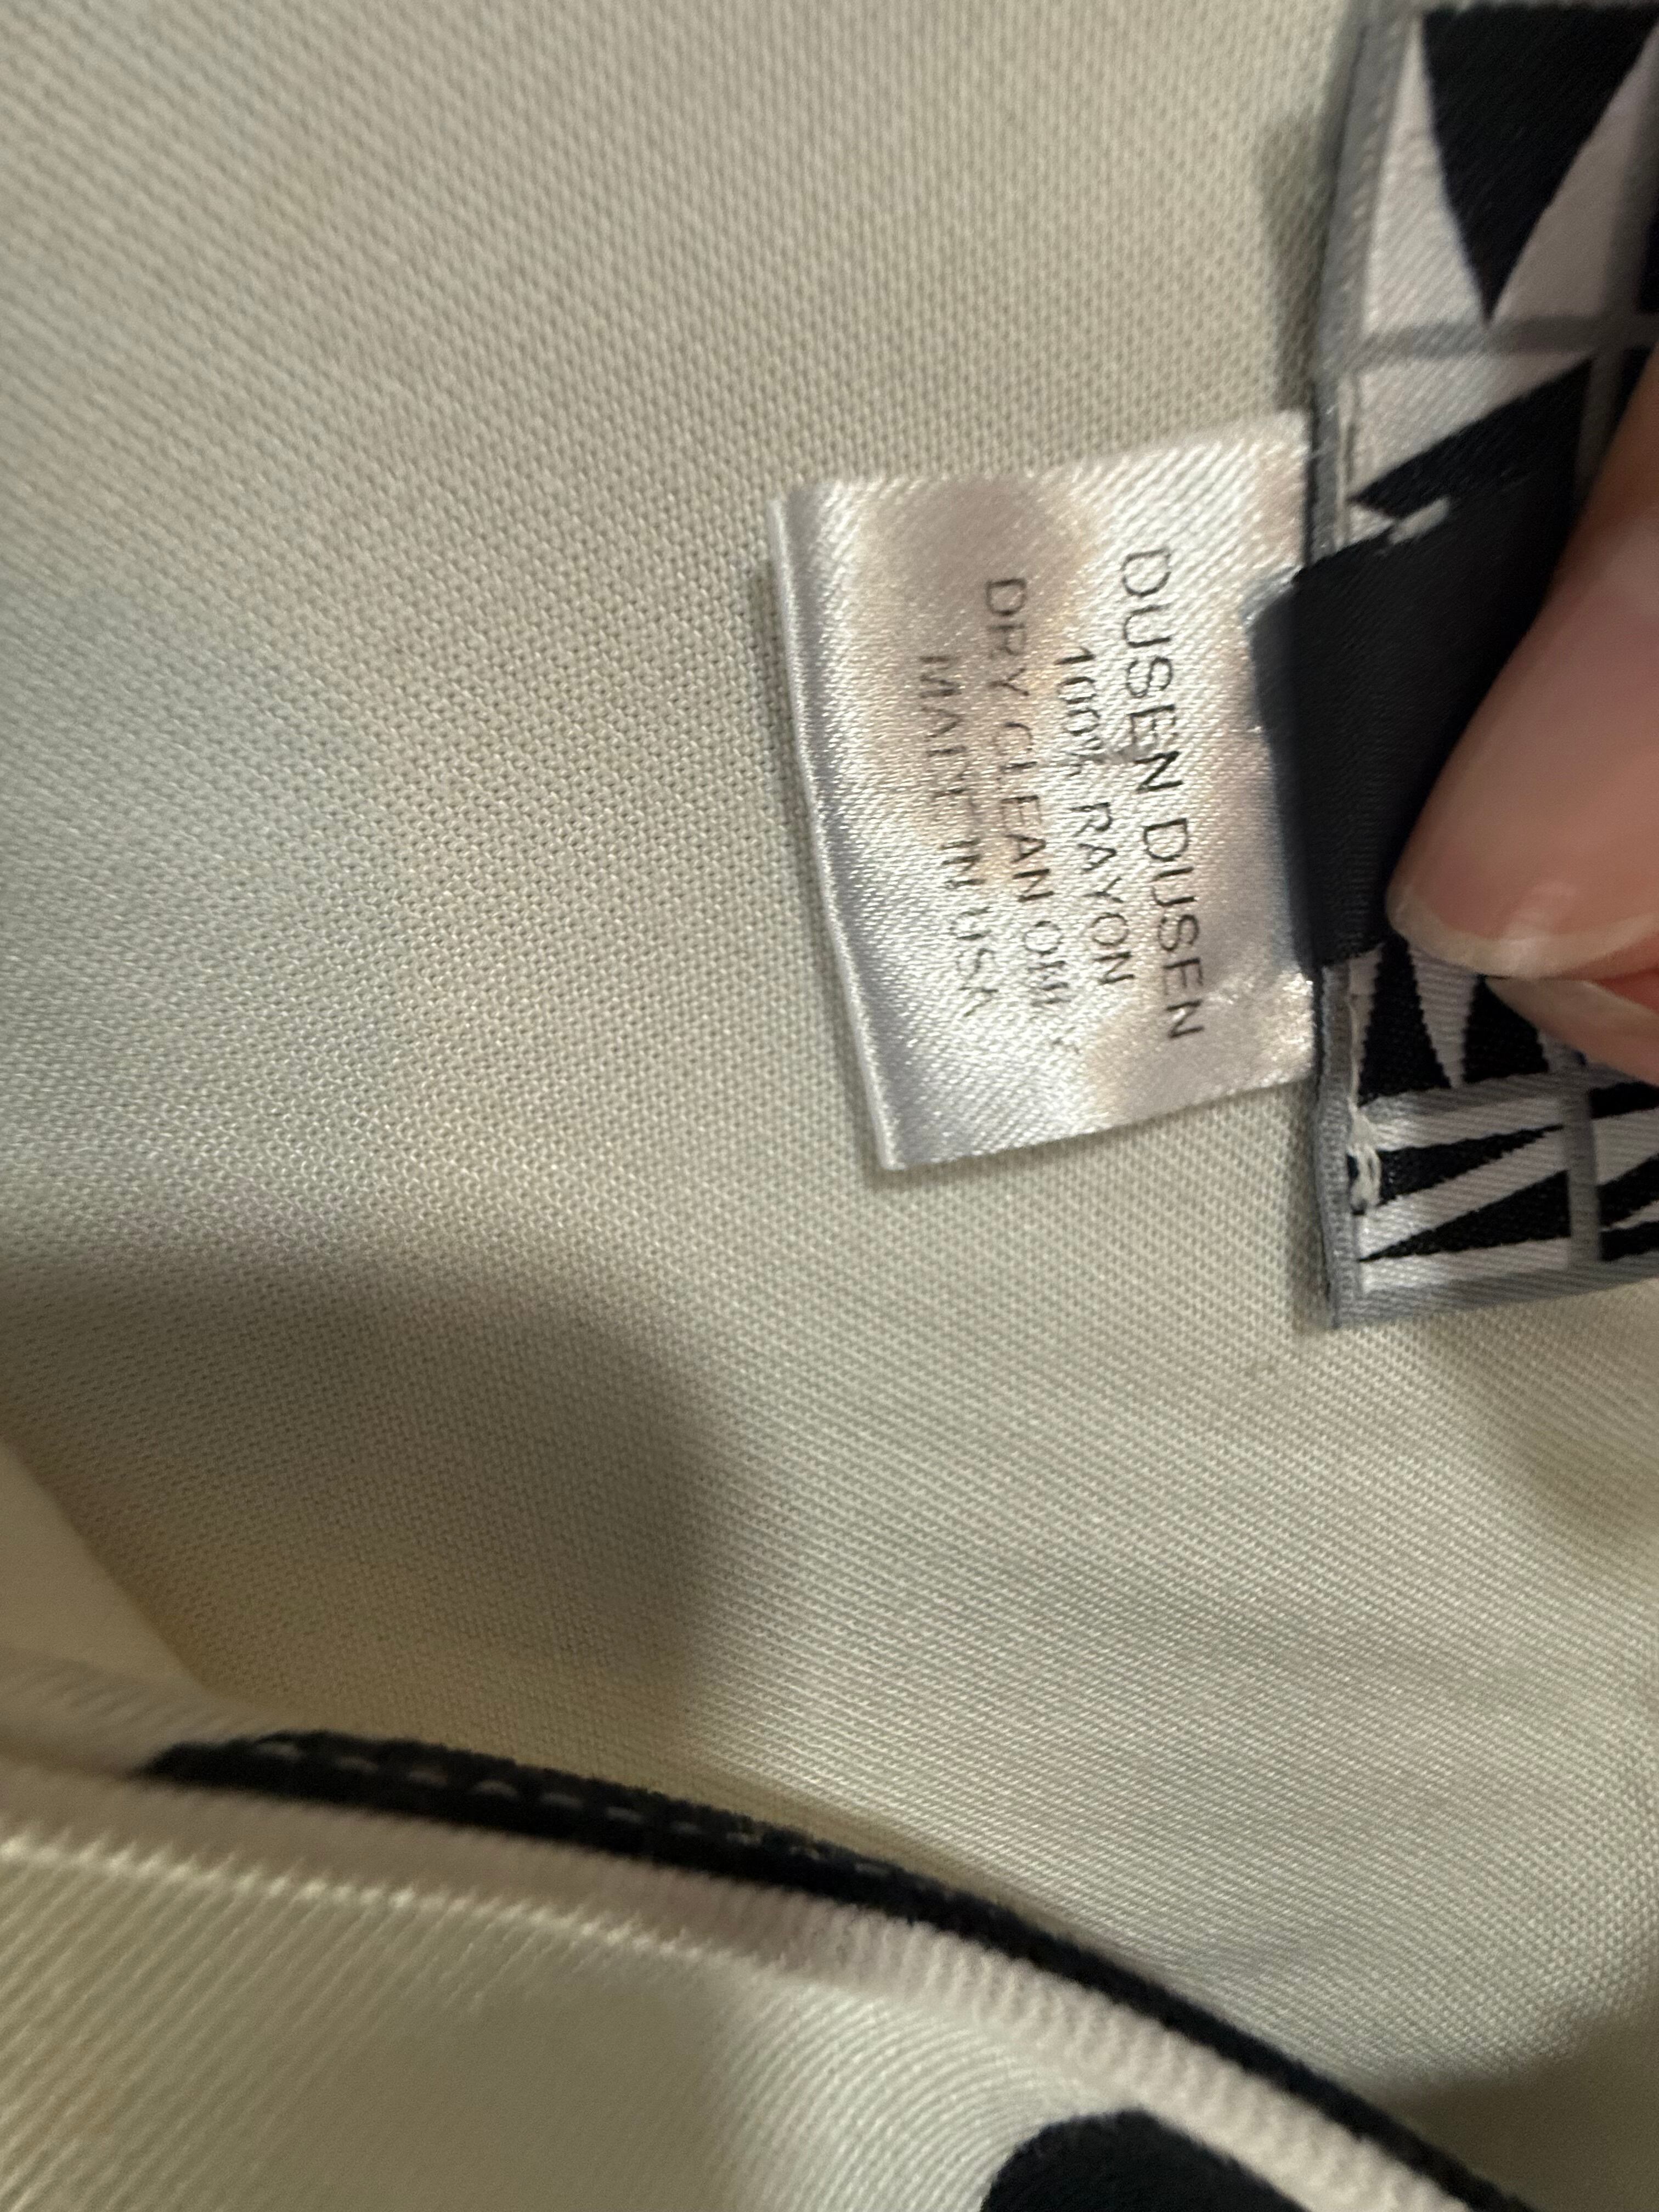 DUSEN DUSEN
100% RAYON
DRY CLEAN ONLY
MADE IN USA